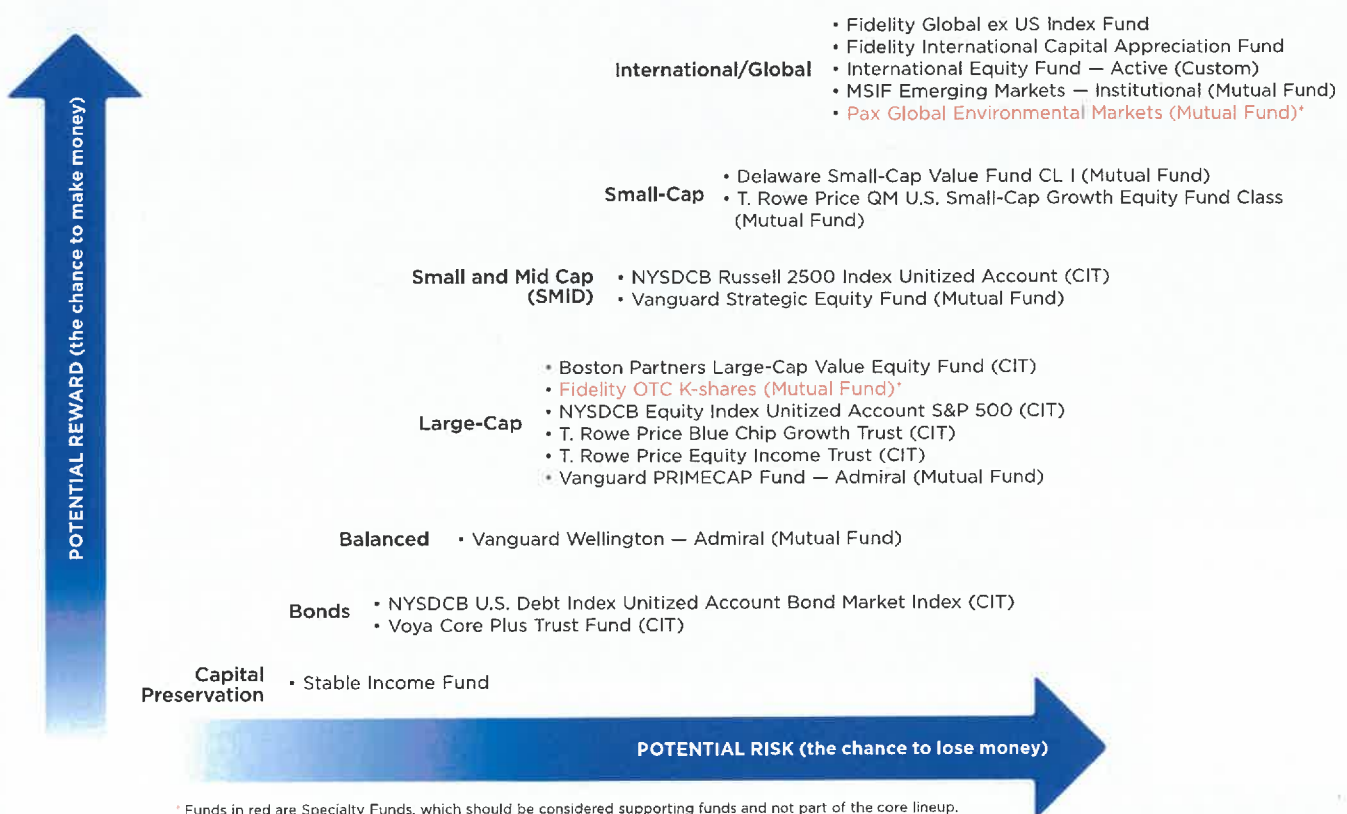 POTENTIAL REWARD (the chance to make money)
International/Global
• Fidelity Global ex US Index Fund
• Fidelity International Capital Appreciation Fund
• International Equity Fund — Active (Custom)
• MSIF Emerging Markets — Institutional (Mutual Fund)
• Pax Global Environmental Markets (Mutual Fund)*
Small-Cap
• Delaware Small-Cap Value Fund CL I (Mutual Fund)
• T. Rowe Price QM U.S. Small-Cap Growth Equity Fund Class
(Mutual Fund)
Small and Mid Cap
(SMID)
• NYSDCB Russell 2500 Index Unitized Account (CIT)
• Vanguard Strategic Equity Fund (Mutual Fund)
Large-Cap
• Boston Partners Large-Cap Value Equity Fund (CIT)
• Fidelity OTC K-shares (Mutual Fund)*
• NYSDCB Equity Index Unitized Account S&P 500 (CIT)
• T. Rowe Price Blue Chip Growth Trust (CIT)
• T. Rowe Price Equity Income Trust (CIT)
• Vanguard PRIMECAP Fund — Admiral (Mutual Fund)
Balanced
• Vanguard Wellington — Admiral (Mutual Fund)
Bonds
• NYSDCB U.S. Debt Index Unitized Account Bond Market Index (CIT)
• Voya Core Plus Trust Fund (CIT)
Capital
Preservation
• Stable Income Fund
POTENTIAL RISK (the chance to lose money)
* Funds in red are Specialty Funds, which should be considered supporting funds and not part of the core lineup.